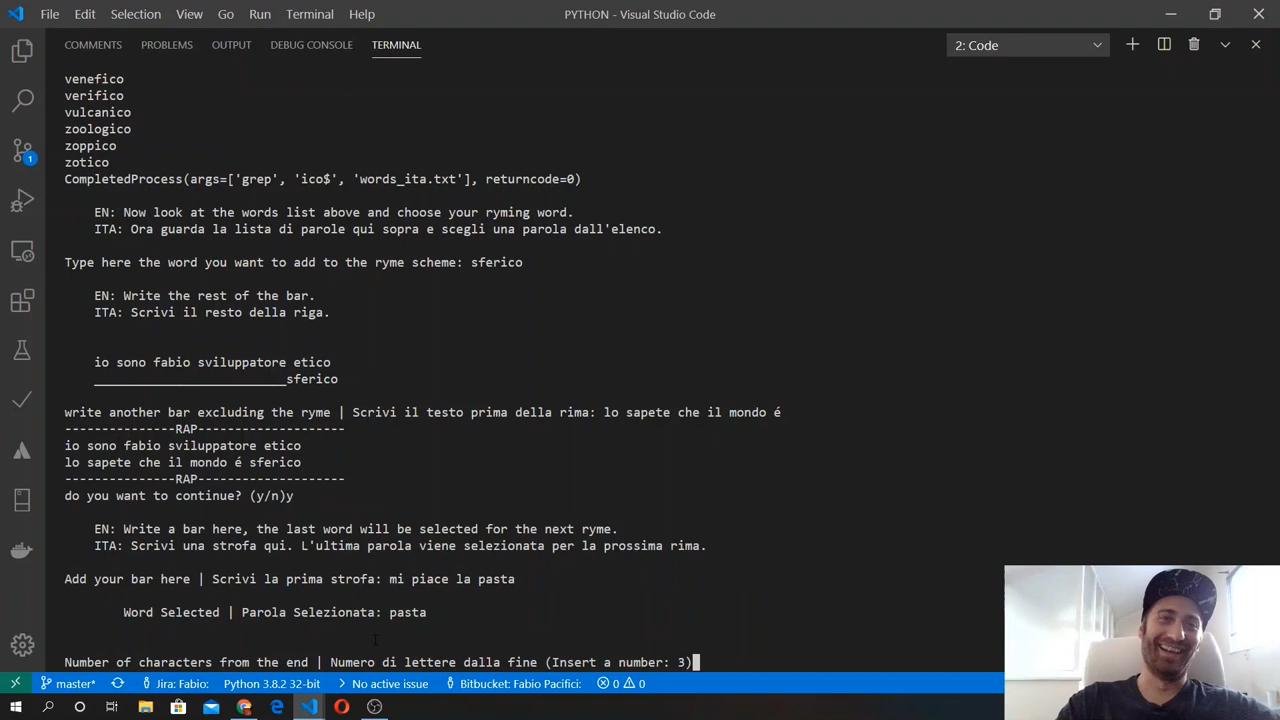 File Edit Selection View Go Run Terminal Help PYTHON - Visual Studio Code
COMMENTS PROBLEMS OUTPUT DEBUG CONSOLE TERMINAL 2: Code
venefico
verifico
vulcanico
zoologico
zoppico
zotico
CompletedProcess(args=['grep', 'ico$', 'words_ita.txt'], returncode=0)
EN: Now look at the words list above and choose your ryming word.
ITA: Ora guarda la lista di parole qui sopra e scegli una parola dall'elenco.
Type here the word you want to add to the ryme scheme: sferico
EN: Write the rest of the bar.
ITA: Scrivi il resto della riga.
io sono fabio sviluppatore etico
__________________________sferico
write another bar excluding the ryme | Scrivi il testo prima della rima: lo sapete che il mondo é
---------------RAP--------------------
io sono fabio sviluppatore etico
lo sapete che il mondo é sferico
---------------RAP--------------------
do you want to continue? (y/n)y
EN: Write a bar here, the last word will be selected for the next ryme.
ITA: Scrivi una strofa qui. L'ultima parola viene selezionata per la prossima rima.
Add your bar here | Scrivi la prima strofa: mi piace la pasta
Word Selected | Parola Selezionata: pasta
Number of characters from the end | Numero di lettere dalla fine (Insert a number: 3)
1
master* Jira: Fabio: Python 3.8.2 32-bit No active issue Bitbucket: Fabio Pacifici: 0 0